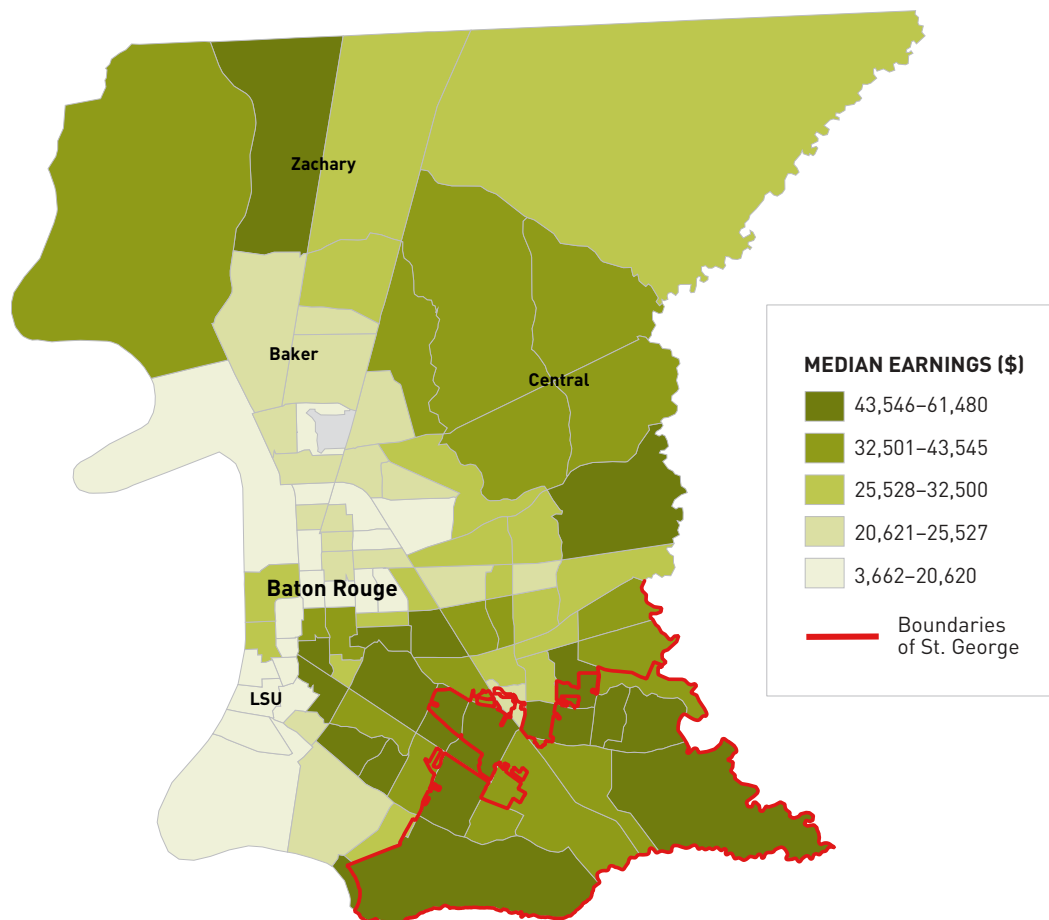 Zachary
Baker
Central
Baton Rouge
LSU
MEDIAN EARNINGS ($)
43,546–61,480
32,501–43,545
25,528–32,500
20,621–25,527
3,662–20,620
Boundaries
of St. George